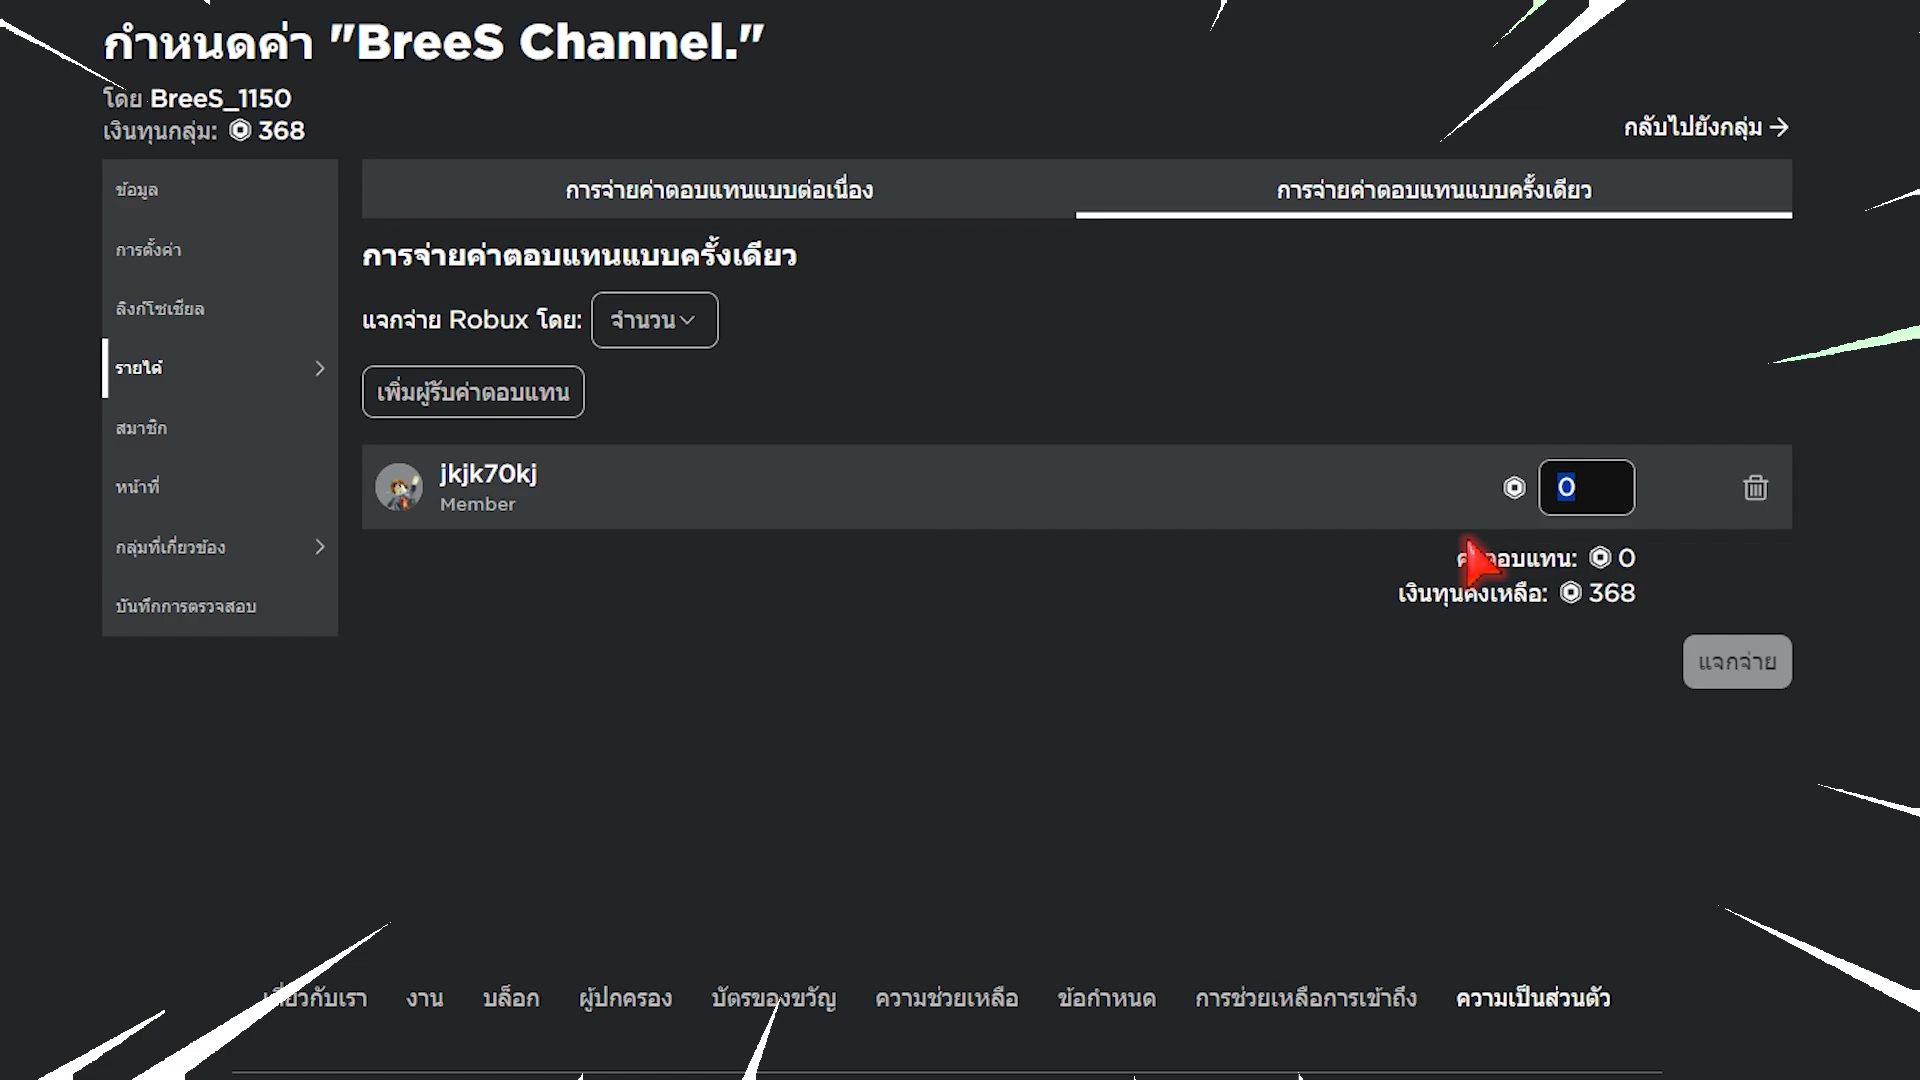 กำหนดค่า "BreeS Channel."
โดย BreeS_1150
เงินทุนกลุ่ม: 368
กลับไปยังกลุ่ม
ข้อมูล
การตั้งค่า
ลิงก์โซเชียล
รายได้
สมาชิก
หน้าที่
กลุ่มที่เกี่ยวข้อง
บันทึกการตรวจสอบ
การจ่ายค่าตอบแทนแบบต่อเนื่อง
การจ่ายค่าตอบแทนแบบครั้งเดียว
การจ่ายค่าตอบแทนแบบครั้งเดียว
แจกจ่าย Robux โดย: จำนวน
เพิ่มผู้รับค่าตอบแทน
jkjk70kj
Member
0
ค่าตอบแทน: 0
เงินทุนคงเหลือ: 368
แจกจ่าย
เกี่ยวกับเรา งาน บล็อก ผู้ปกครอง บัตรของขวัญ ความช่วยเหลือ ข้อกำหนด การช่วยเหลือการเข้าถึง ความเป็นส่วนตัว